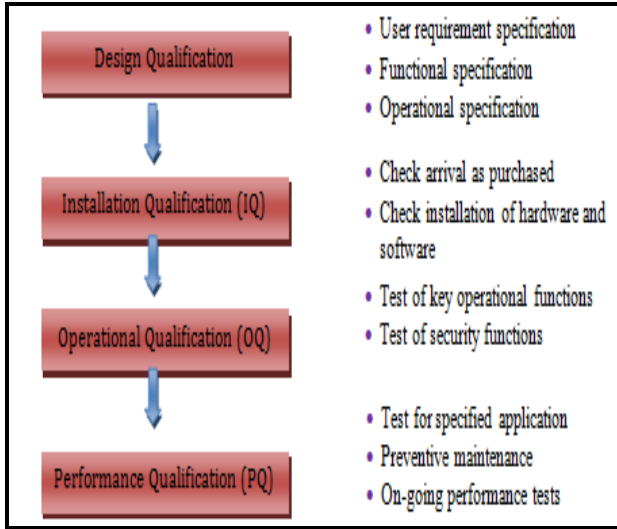 Design Qualification
• User requirement specification
• Functional specification
• Operational specification
Installation Qualification (IQ)
• Check arrival as purchased
• Check installation of hardware and
software
Operational Qualification (OQ)
• Test of key operational functions
• Test of security functions
Performance Qualification (PQ)
• Test for specified application
• Preventive maintenance
• On-going performance tests